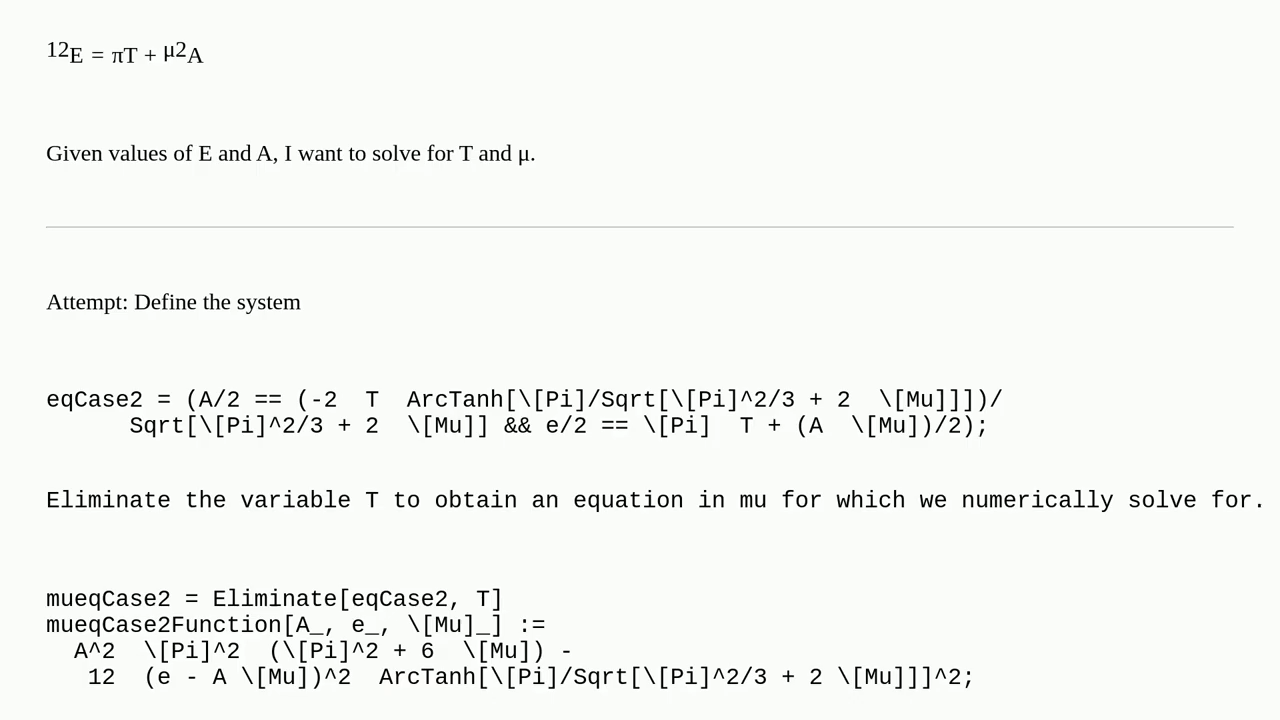 12E = πT + μ2A
Given values of E and A, I want to solve for T and μ.
Attempt: Define the system
eqCase2 = (A/2 == (-2  T  ArcTanh[\[Pi]/Sqrt[\[Pi]^2/3 + 2  \[Mu]]])/
      Sqrt[\[Pi]^2/3 + 2  \[Mu]] && e/2 == \[Pi]  T + (A  \[Mu])/2);
Eliminate the variable T to obtain an equation in mu for which we numerically solve for.
mueqCase2 = Eliminate[eqCase2, T]
mueqCase2Function[A_, e_, \[Mu]_] :=
  A^2  \[Pi]^2  (\[Pi]^2 + 6  \[Mu]) -
   12  (e - A \[Mu])^2  ArcTanh[\[Pi]/Sqrt[\[Pi]^2/3 + 2 \[Mu]]]^2;